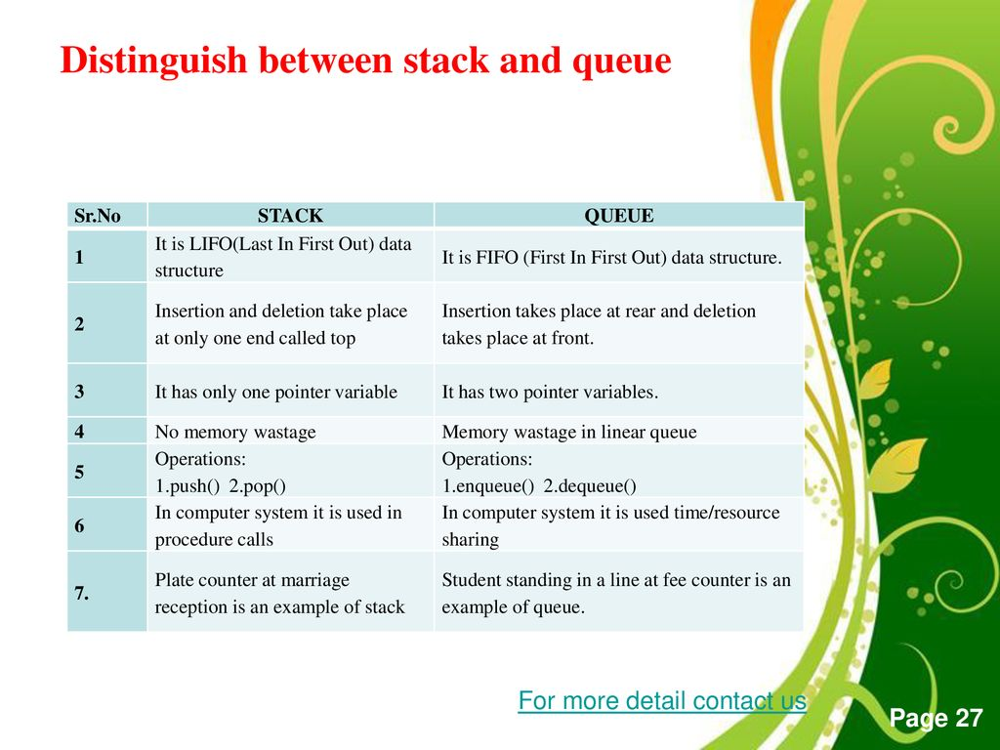 Distinguish between stack and queue
Sr.No STACK QUEUE
1 It is LIFO(Last In First Out) data structure It is FIFO (First In First Out) data structure.
2 Insertion and deletion take place at only one end called top Insertion takes place at rear and deletion takes place at front.
3 It has only one pointer variable It has two pointer variables.
4 No memory wastage Memory wastage in linear queue
5 Operations: 1.push() 2.pop() Operations: 1.enqueue() 2.dequeue()
6 In computer system it is used in procedure calls In computer system it is used time/resource sharing
7. Plate counter at marriage reception is an example of stack Student standing in a line at fee counter is an example of queue.
For more detail contact us
Page 27